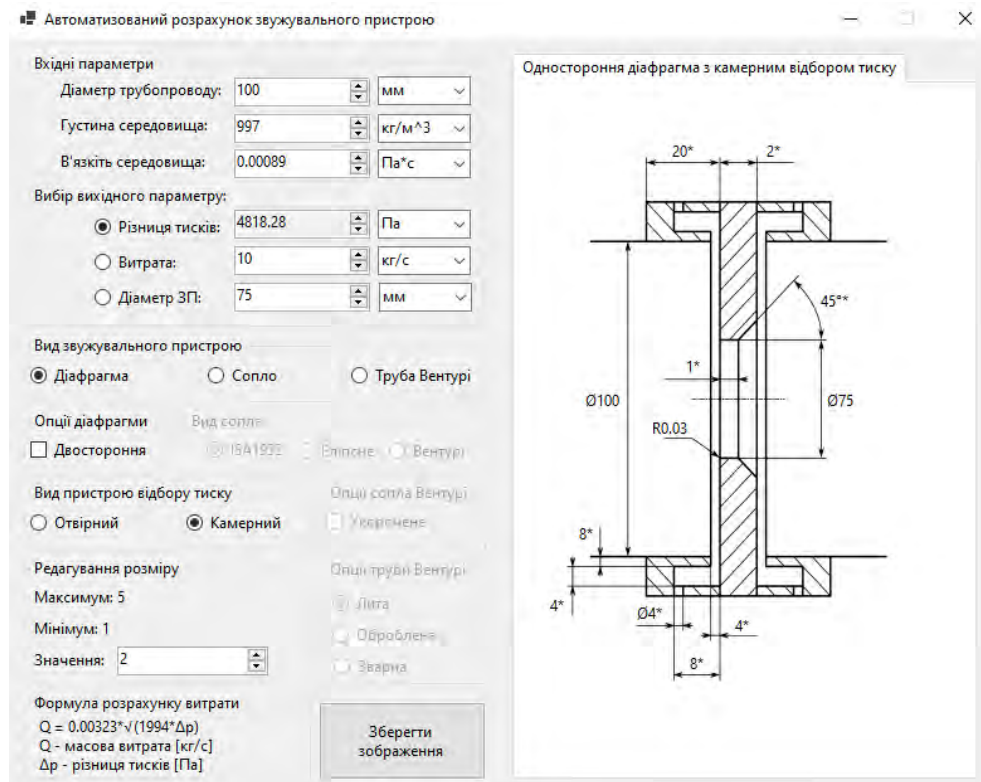 Автоматизований розрахунок звужувального пристрою
Вхідні параметри
Діаметр трубопроводу: 100 мм
Густина середовища: 997 кг/м^3
В'язкіть середовища: 0.00089 Па*с
Вибір вихідного параметру:
Різниця тисків: 4818.28 Па
Витрата: 10 кг/с
Діаметр ЗП: 75 мм
Вид звужувального пристрою
Діафрагма Сопло Труба Вентурі
Опції діафрагми Вид сопла
Двостороння ISA1932 Еліпсне Вентурі
Вид пристрою відбору тиску Опції сопла Вентурі
Отвірний Камерний Укорочене
Редагування розміру Опції труби Вентурі
Максимум: 5 Лита
Мінімум: 1 Оброблена
Значення: 2 Зварна
Формула розрахунку витрати
Q = 0.00323*√(1994*Δp)
Q - масова витрата [кг/с]
Δp - різниця тисків [Па]
Зберегти
зображення
Одностороння діафрагма з камерним відбором тиску
20* 2*
45°*
1*
Ø100 Ø75
R0.03
8*
4*
Ø4* 4*
8*